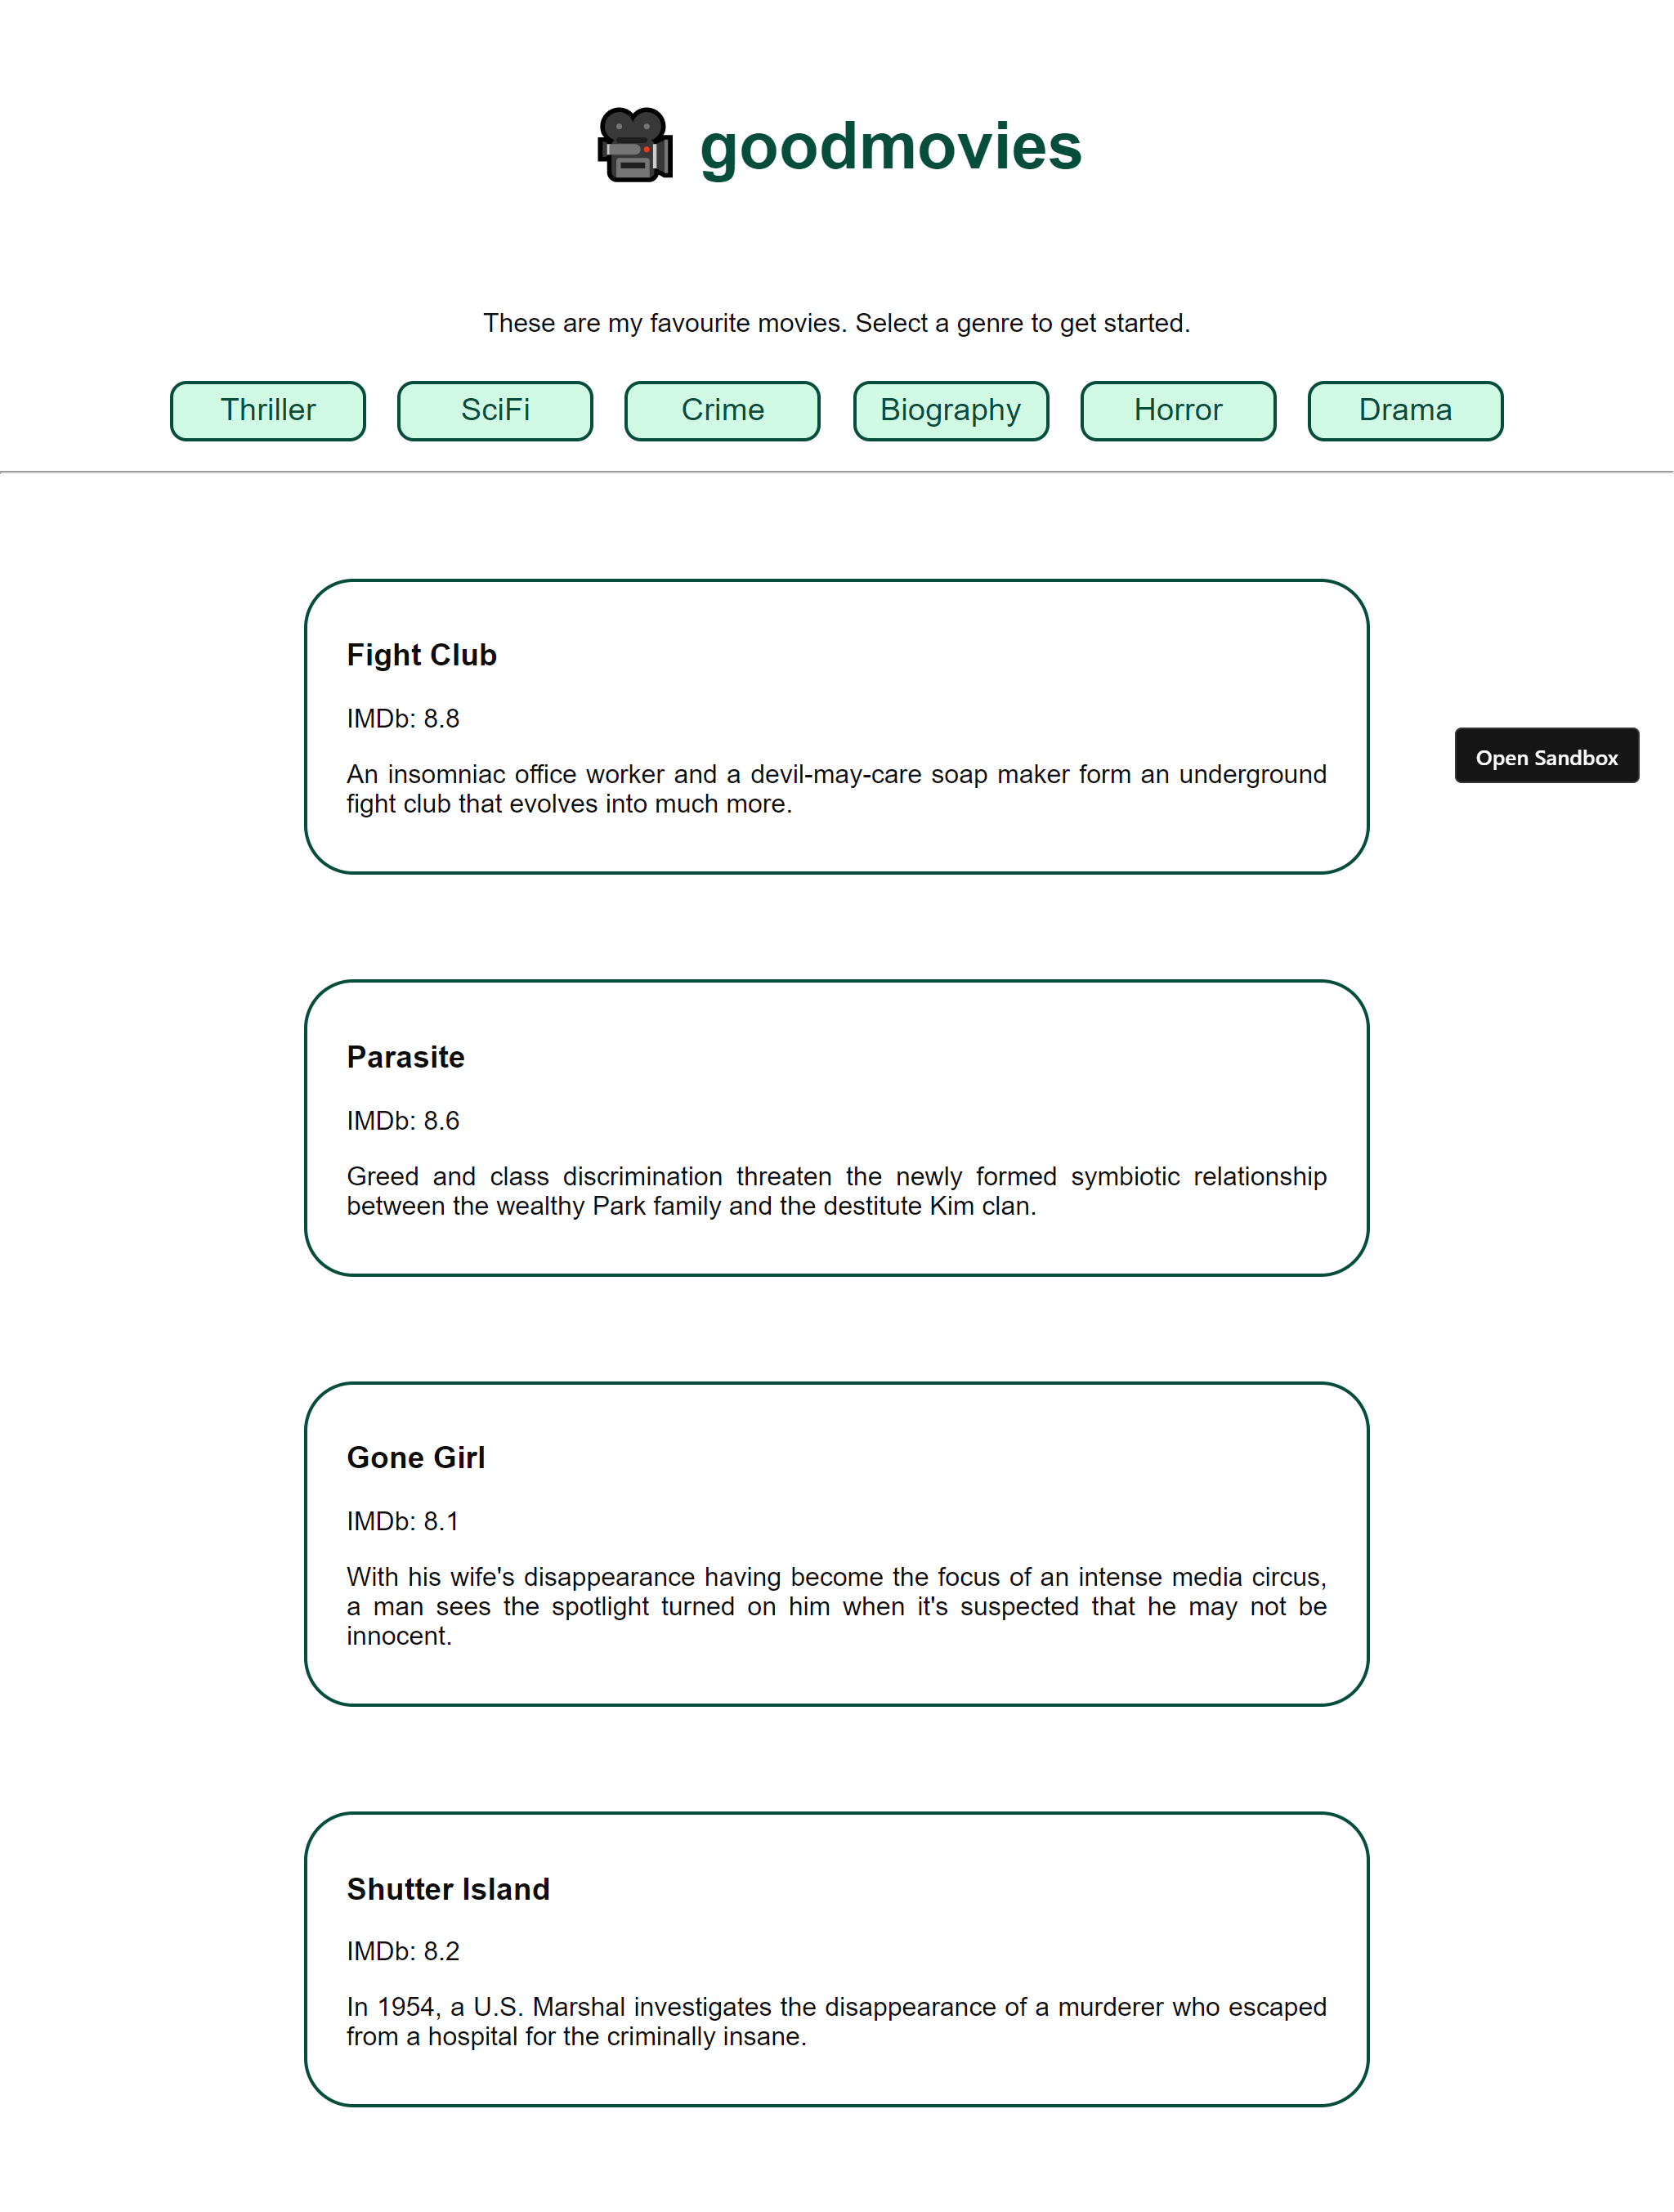 goodmovies
These are my favourite movies. Select a genre to get started.
Thriller SciFi Crime Biography Horror Drama
Fight Club
IMDb: 8.8
An insomniac office worker and a devil-may-care soap maker form an underground
fight club that evolves into much more.
Open Sandbox
Parasite
IMDb: 8.6
Greed and class discrimination threaten the newly formed symbiotic relationship
between the wealthy Park family and the destitute Kim clan.
Gone Girl
IMDb: 8.1
With his wife's disappearance having become the focus of an intense media circus,
a man sees the spotlight turned on him when it's suspected that he may not be
innocent.
Shutter Island
IMDb: 8.2
In 1954, a U.S. Marshal investigates the disappearance of a murderer who escaped
from a hospital for the criminally insane.